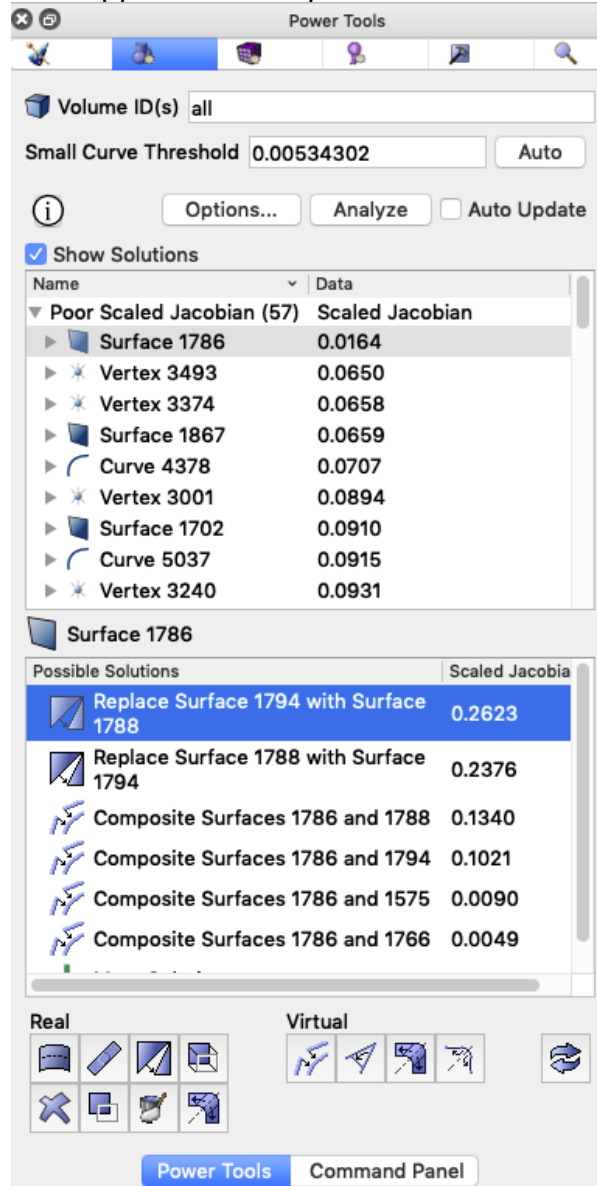 Power Tools
Volume ID(s) all
Small Curve Threshold 0.00534302 Auto
Options... Analyze Auto Update
Show Solutions
Name Data
Poor Scaled Jacobian (57) Scaled Jacobian
Surface 1786 0.0164
Vertex 3493 0.0650
Vertex 3374 0.0658
Surface 1867 0.0659
Curve 4378 0.0707
Vertex 3001 0.0894
Surface 1702 0.0910
Curve 5037 0.0915
Vertex 3240 0.0931
Surface 1786
Possible Solutions Scaled Jacobia
Replace Surface 1794 with Surface
1788 0.2623
Replace Surface 1788 with Surface
1794 0.2376
Composite Surfaces 1786 and 1788 0.1340
Composite Surfaces 1786 and 1794 0.1021
Composite Surfaces 1786 and 1575 0.0090
Composite Surfaces 1786 and 1766 0.0049
Real Virtual
Power Tools Command Panel